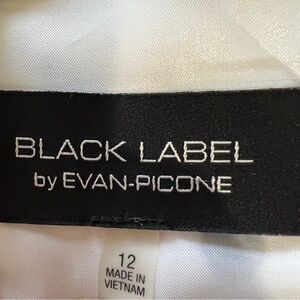 BLACK LABEL
by EVAN-PICONE
12
MADE IN
VIETNAM